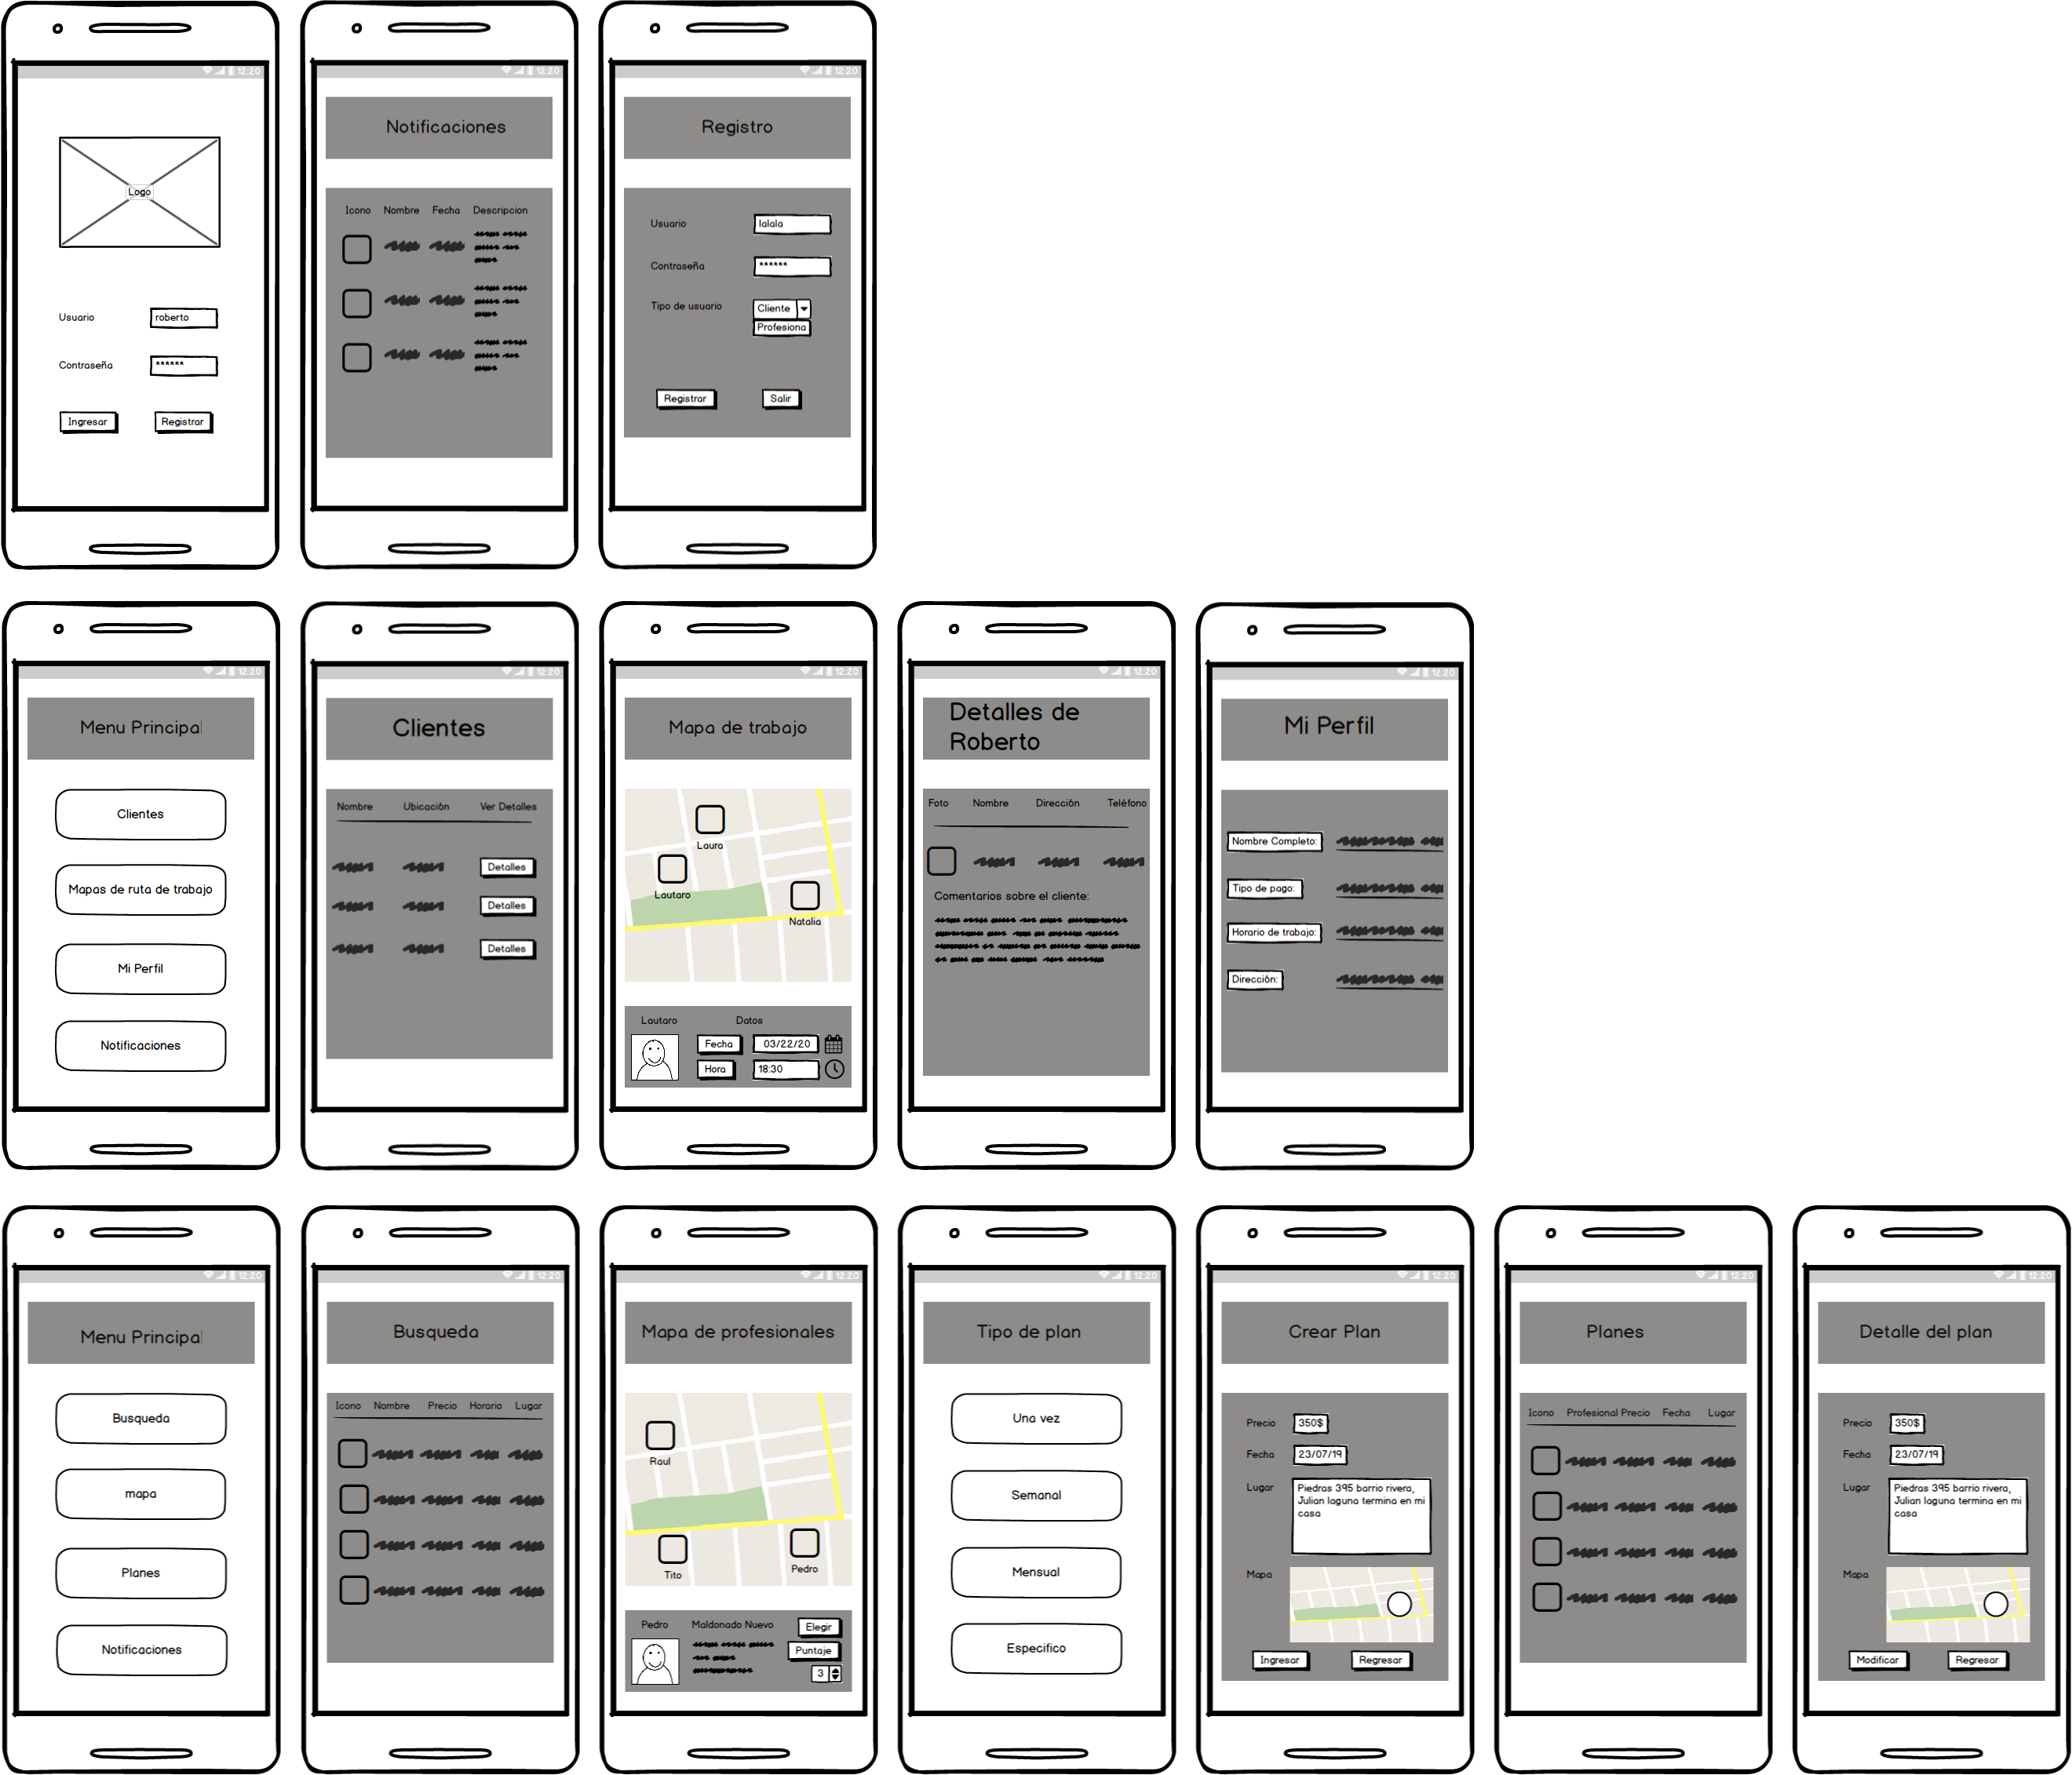 12:20
Logo
Usuario roberto
Contraseña ******
Ingresar Registrar
12:20
Notificaciones
Icono Nombre Fecha Descripcion
12:20
Registro
Usuario lalala
Contraseña ******
Tipo de usuario Cliente
Profesiona
Registrar Salir
12:20
Menu Principal
Clientes
Mapas de ruta de trabajo
Mi Perfil
Notificaciones
12:20
Clientes
Nombre Ubicación Ver Detalles
Detalles
Detalles
Detalles
12:20
Mapa de trabajo
Laura
Lautaro
Natalia
Lautaro Datos
Fecha 03/22/20
Hora 18:30
12:20
Detalles de
Roberto
Foto Nombre Dirección Teléfono
Comentarios sobre el cliente:
12:20
Mi Perfil
Nombre Completo:
Tipo de pago:
Horario de trabajo:
Dirección:
12:20
Menu Principal
Busqueda
mapa
Planes
Notificaciones
12:20
Busqueda
Icono Nombre Precio Horario Lugar
12:20
Mapa de profesionales
Raul
Tito
Pedro
Pedro Maldonado Nuevo Elegir
Puntaje
3
12:20
Tipo de plan
Una vez
Semanal
Mensual
Especifico
12:20
Crear Plan
Precio 350$
Fecha 23/07/19
Lugar Piedras 395 barrio rivera,
Julian laguna termina en mi
casa
Mapa
Ingresar Regresar
12:20
Planes
Icono Profesional Precio Fecha Lugar
12:20
Detalle del plan
Precio 350$
Fecha 23/07/19
Lugar Piedras 395 barrio rivera,
Julian laguna termina en mi
casa
Mapa
Modificar Regresar